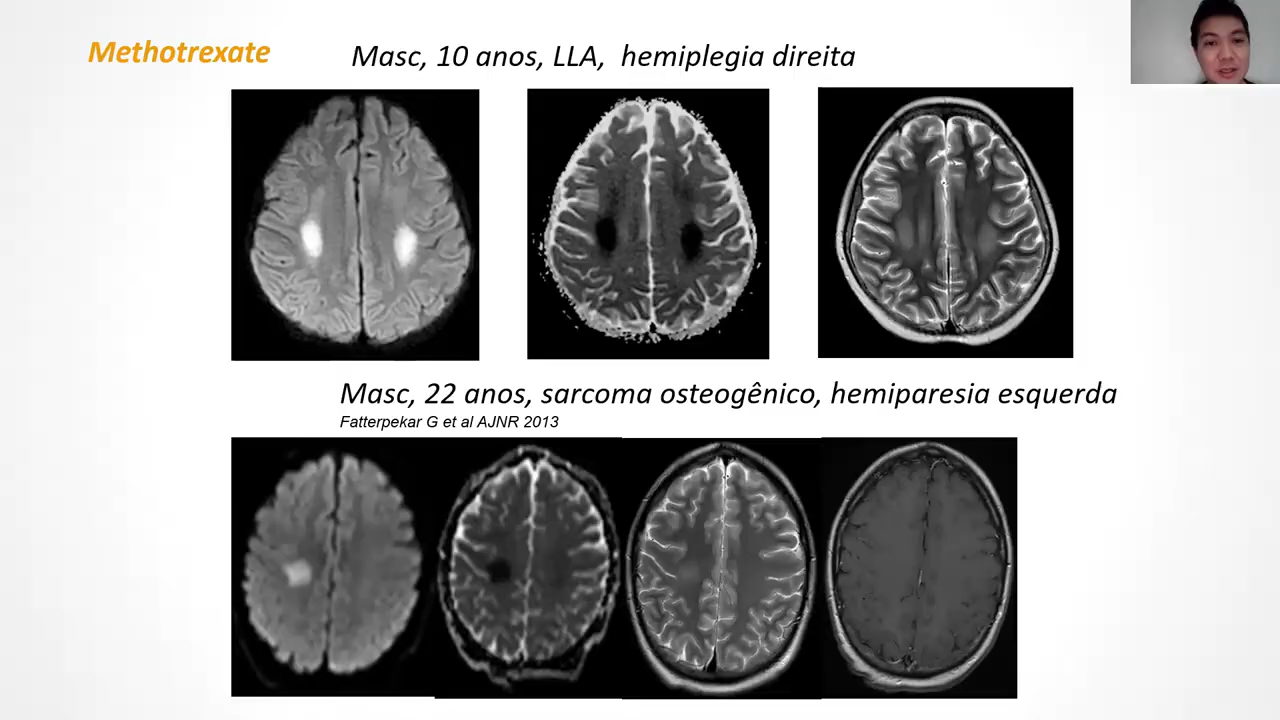 Methotrexate
Masc, 10 anos, LLA, hemiplegia direita
Masc, 22 anos, sarcoma osteogênico, hemiparesia esquerda
Fatterpekar G et al AJNR 2013